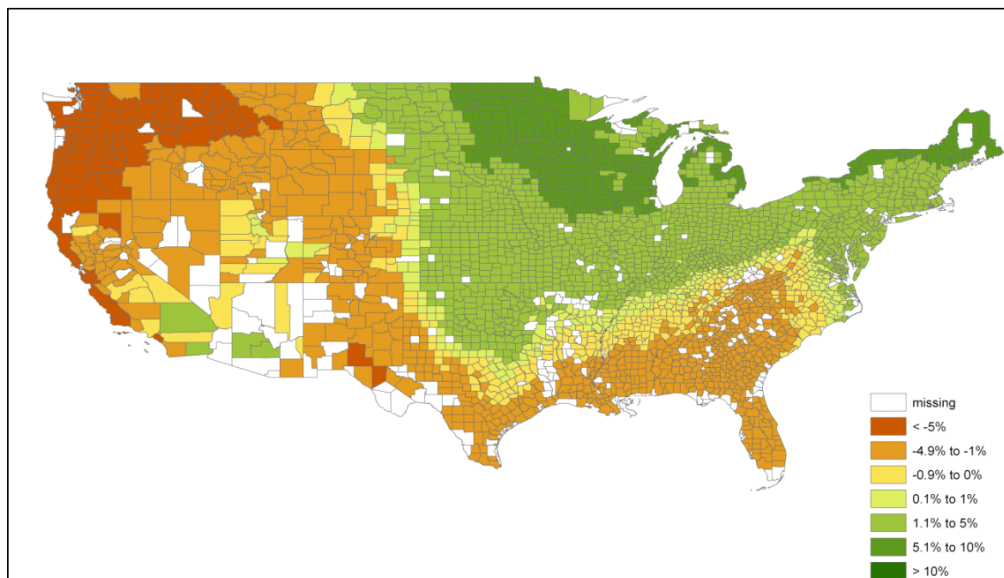 missing
< -5%
-4.9% to -1%
-0.9% to 0%
0.1% to 1%
1.1% to 5%
5.1% to 10%
> 10%